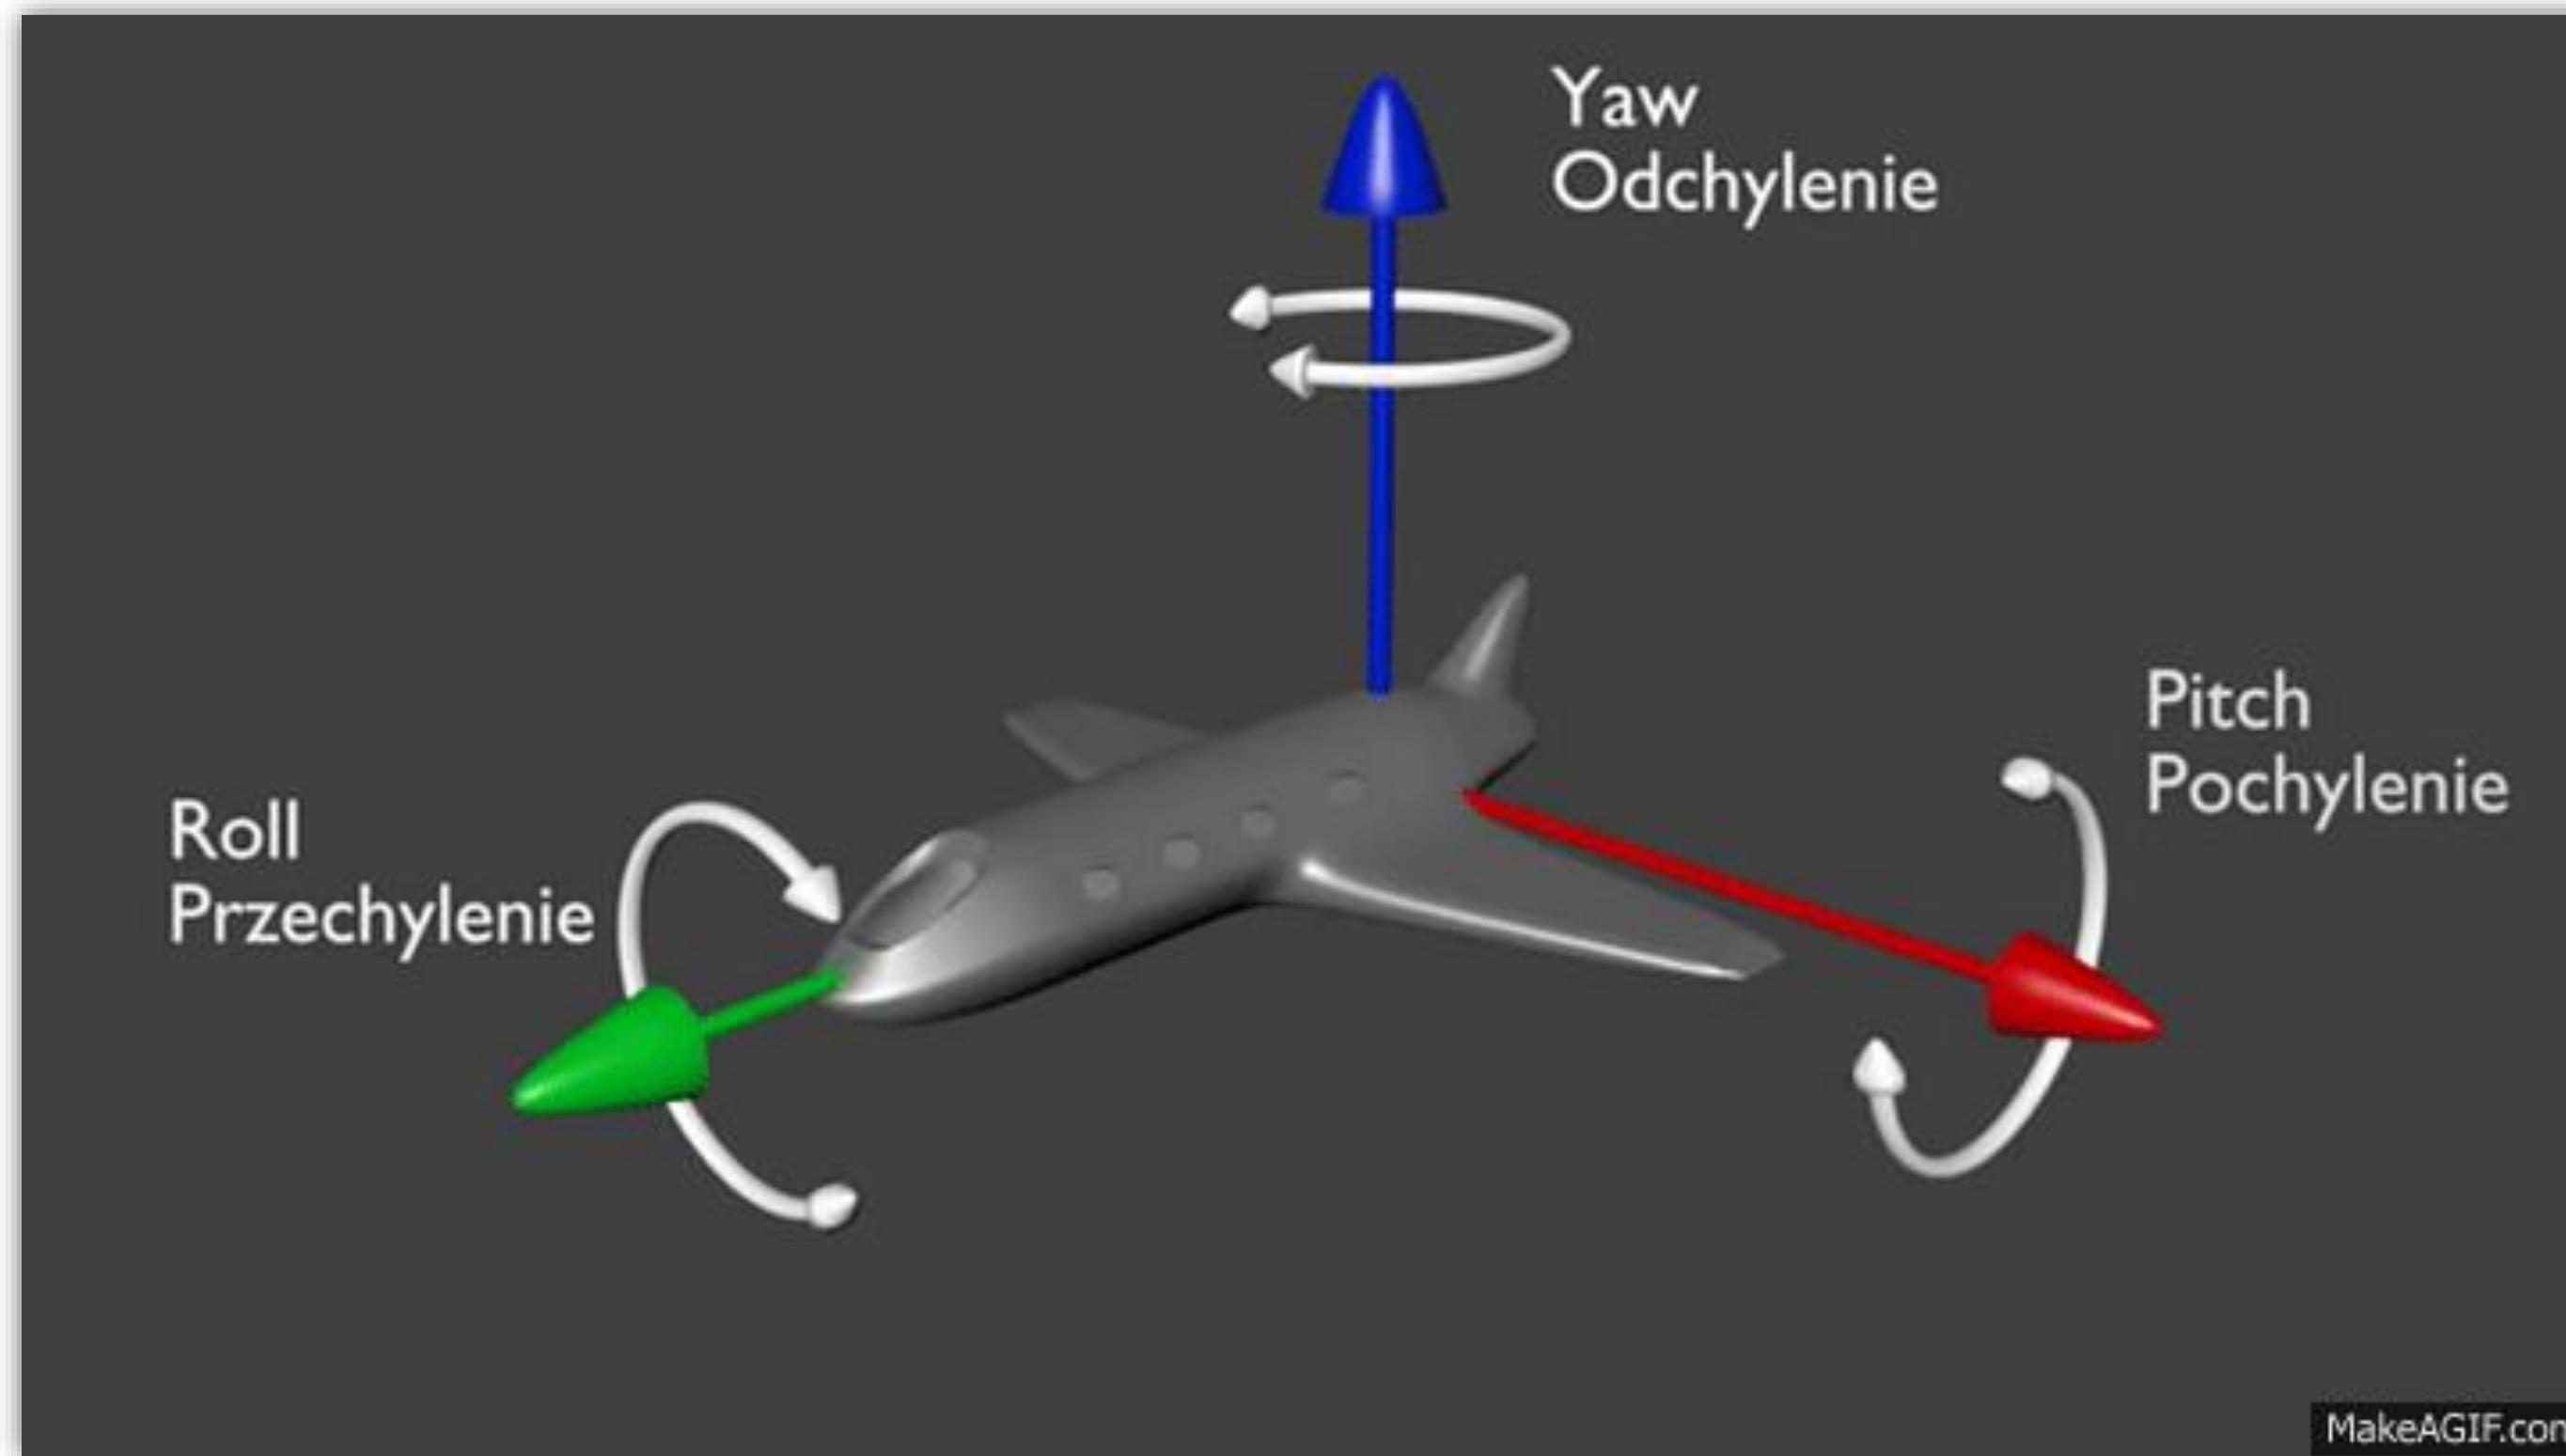 Yaw
Odchylenie
Pitch
Pochylenie
Roll
Przechylenie
MakeAGIF.com